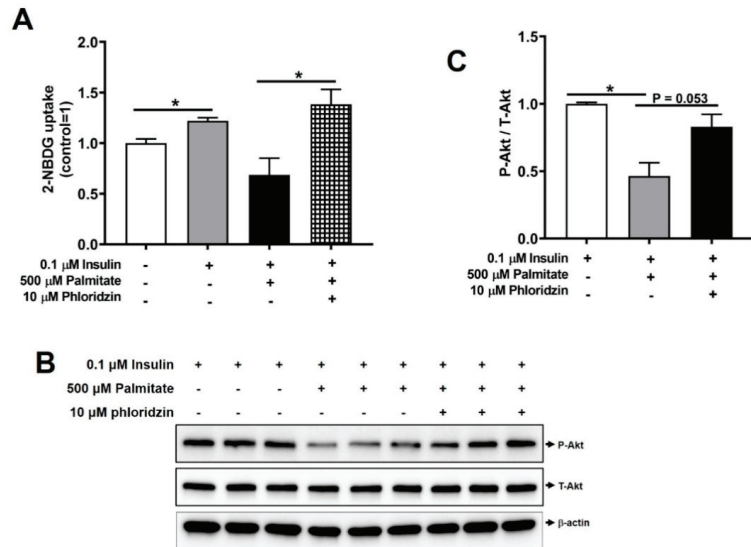 A
2-NBDG uptake
(control=1)
2.0
1.5
1.0
0.5
0.0
*
*
0.1 µM Insulin - + + +
500 µM Palmitate - - + +
10 µM Phloridzin - - - +
C
P-Akt / T-Akt
1.5
1.0
0.5
0.0
*
P = 0.053
0.1 µM Insulin + + +
500 µM Palmitate - + +
10 µM Phloridzin - - +
B
0.1 µM Insulin + + + + + + + + +
500 µM Palmitate - - - + + + + + +
10 µM phloridzin - - - - - - + + +
P-Akt
T-Akt
β-actin